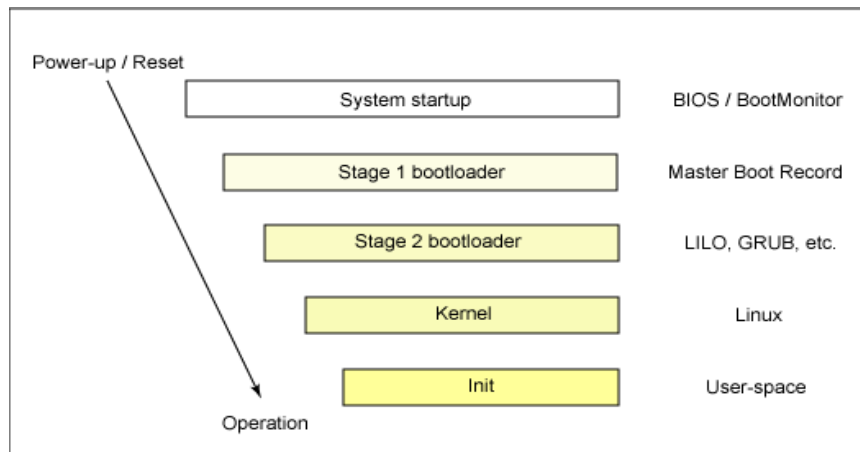 Power-up / Reset
System startup
BIOS / BootMonitor
Stage 1 bootloader
Master Boot Record
Stage 2 bootloader
LILO, GRUB, etc.
Kernel
Linux
Init
User-space
Operation